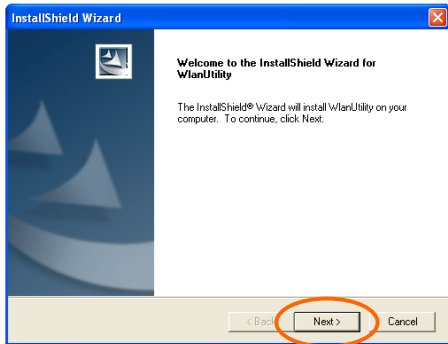 InstallShield Wizard
Welcome to the InstallShield Wizard for
WlanUtility
The InstallShield® Wizard will install WlanUtility on your
computer. To continue, click Next.
< Back Next > Cancel